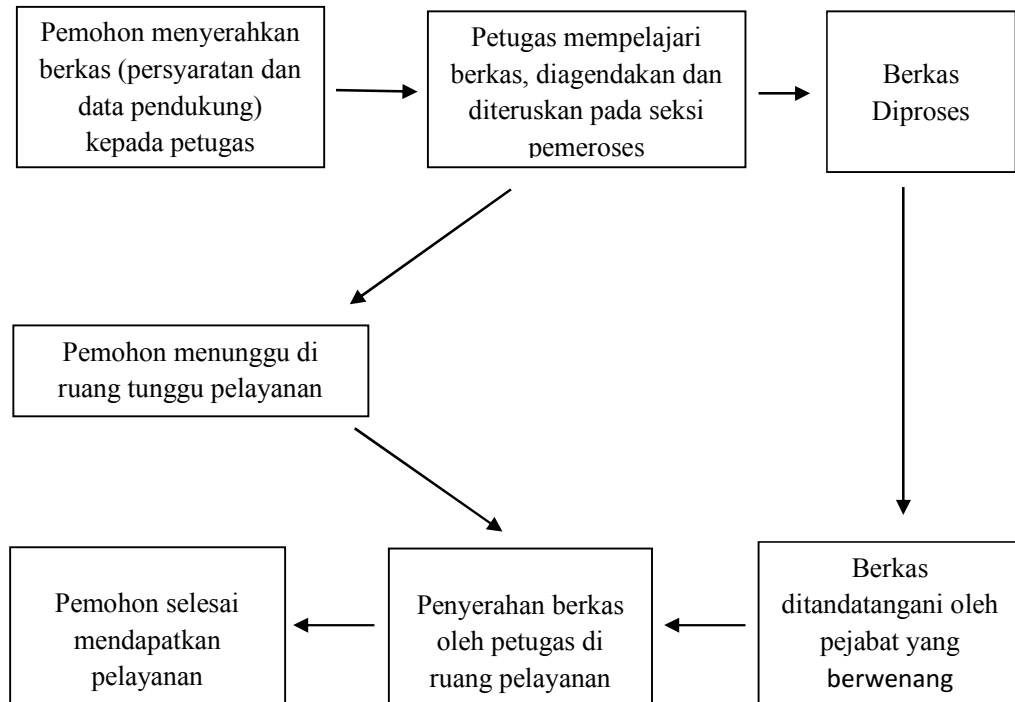 Pemohon menyerahkan
berkas (persyaratan dan
data pendukung)
kepada petugas
Petugas mempelajari
berkas, diagendakan dan
diteruskan pada seksi
pemeroses
Berkas
Diproses
Pemohon menunggu di
ruang tunggu pelayanan
Pemohon selesai
mendapatkan
pelayanan
Penyerahan berkas
oleh petugas di
ruang pelayanan
Berkas
ditandatangani oleh
pejabat yang
berwenang